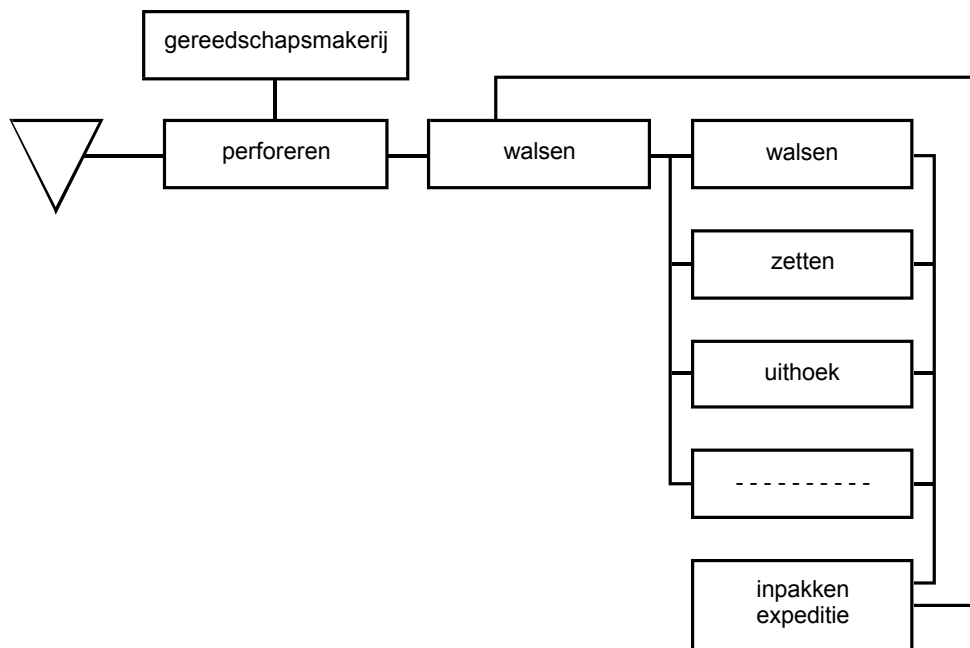 gereedschapsmakerij
perforeren
walsen
walsen
zetten
uithoek
- - - - - - - - - -
inpakken
expeditie